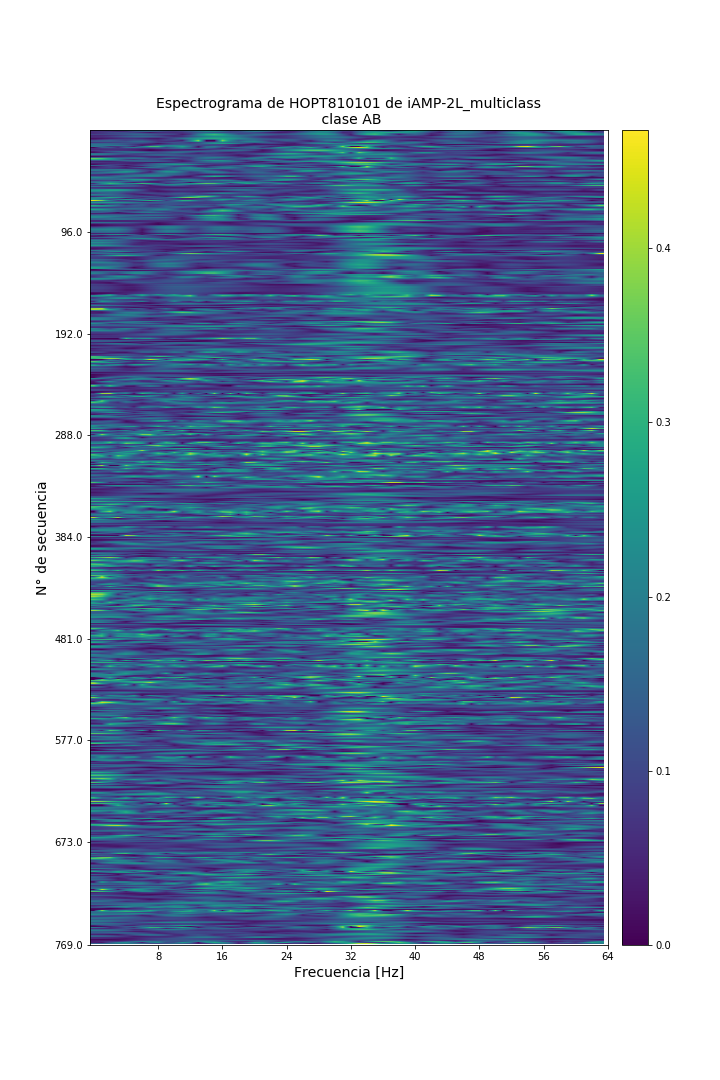 Espectrograma de HOPT810101 de iAMP-2L_multiclass
clase AB
96.0
192.0
288.0
384.0
481.0
577.0
673.0
769.0
N° de secuencia
8 16 24 32 40 48 56 64
Frecuencia [Hz]
0.4
0.3
0.2
0.1
0.0